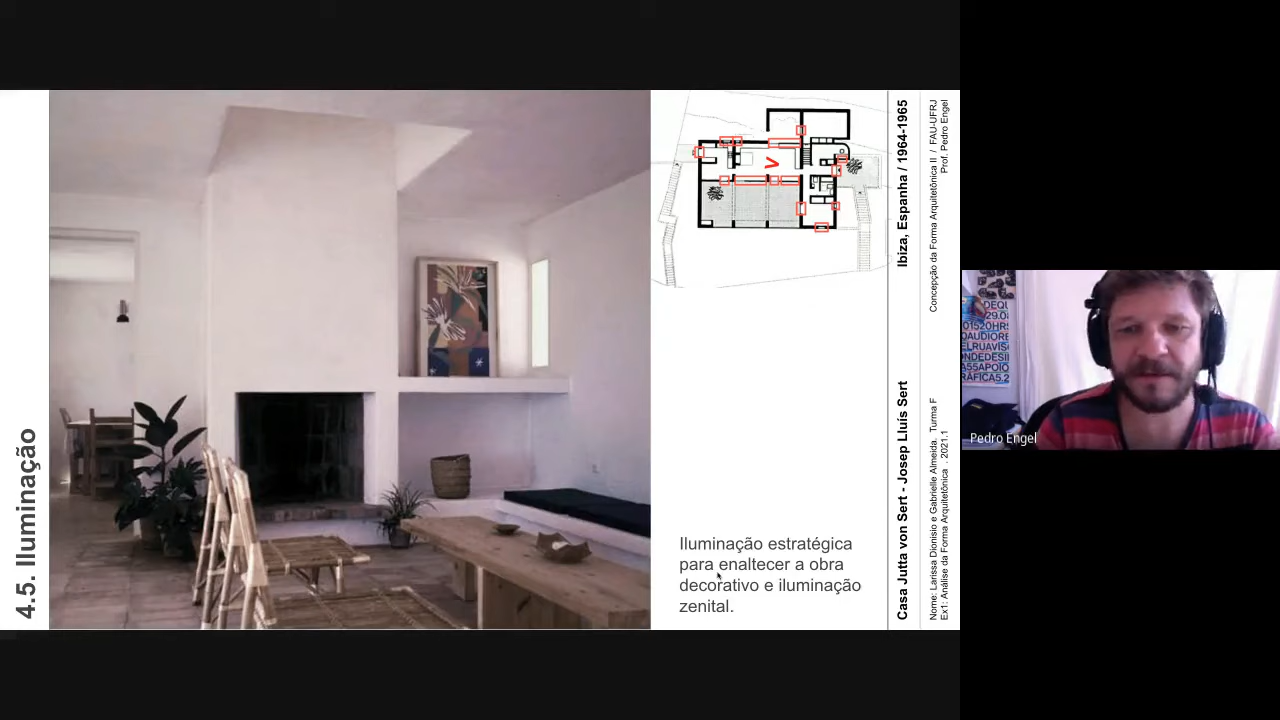 4.5. Iluminação
Iluminação estratégica
para enaltecer a obra
decorativo e iluminação
zenital.
Casa Jutta von Sert - Josep Lluís Sert
Ibiza, Espanha / 1964-1965
Nome: Larissa Dionisio e Gabrielle Almeida. Turma F
Ex1: Análise da Forma Arquitetônica . 2021.1
Concepção da Forma Arquitetônica II / FAU-UFRJ
Prof. Pedro Engel
Pedro Engel